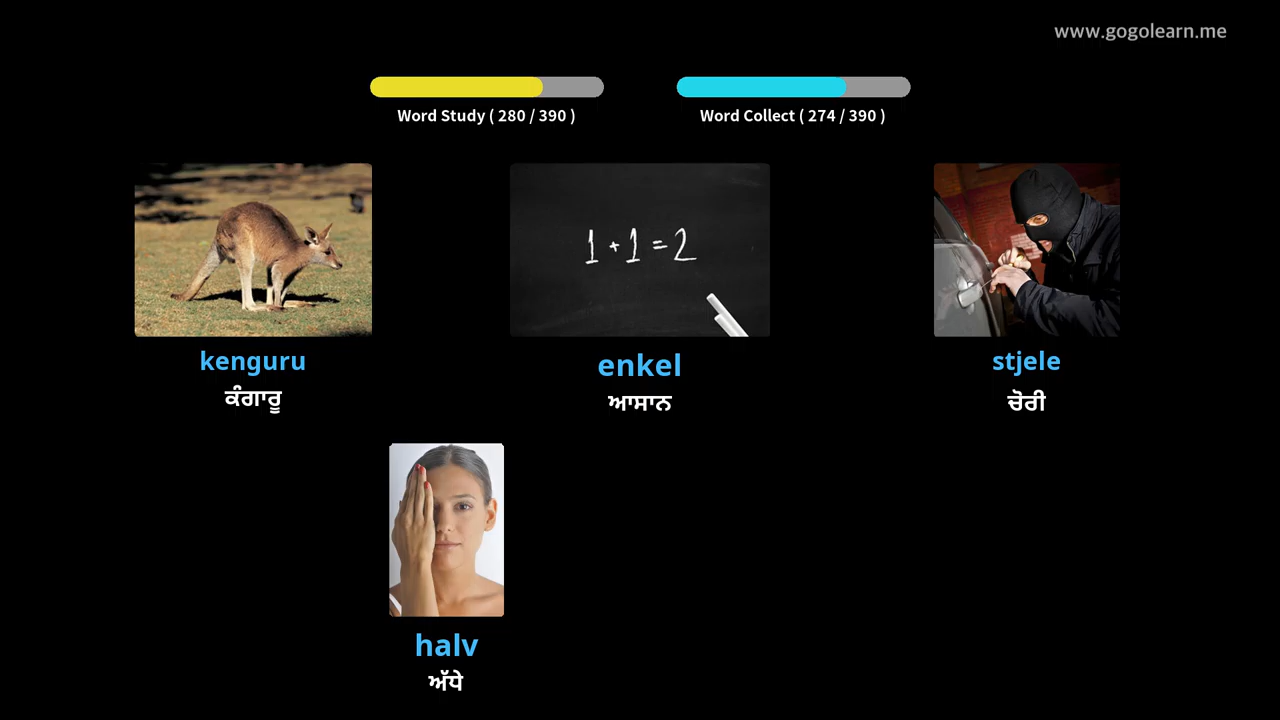 www.gogolearn.me
Word Study ( 280 / 390 )
Word Collect ( 274 / 390 )
1 + 1 = 2
kenguru
enkel
stjele
ਕੰਗਾਰੂ
ਆਸਾਨ
ਚੋਰੀ
halv
ਅੱਧੇ